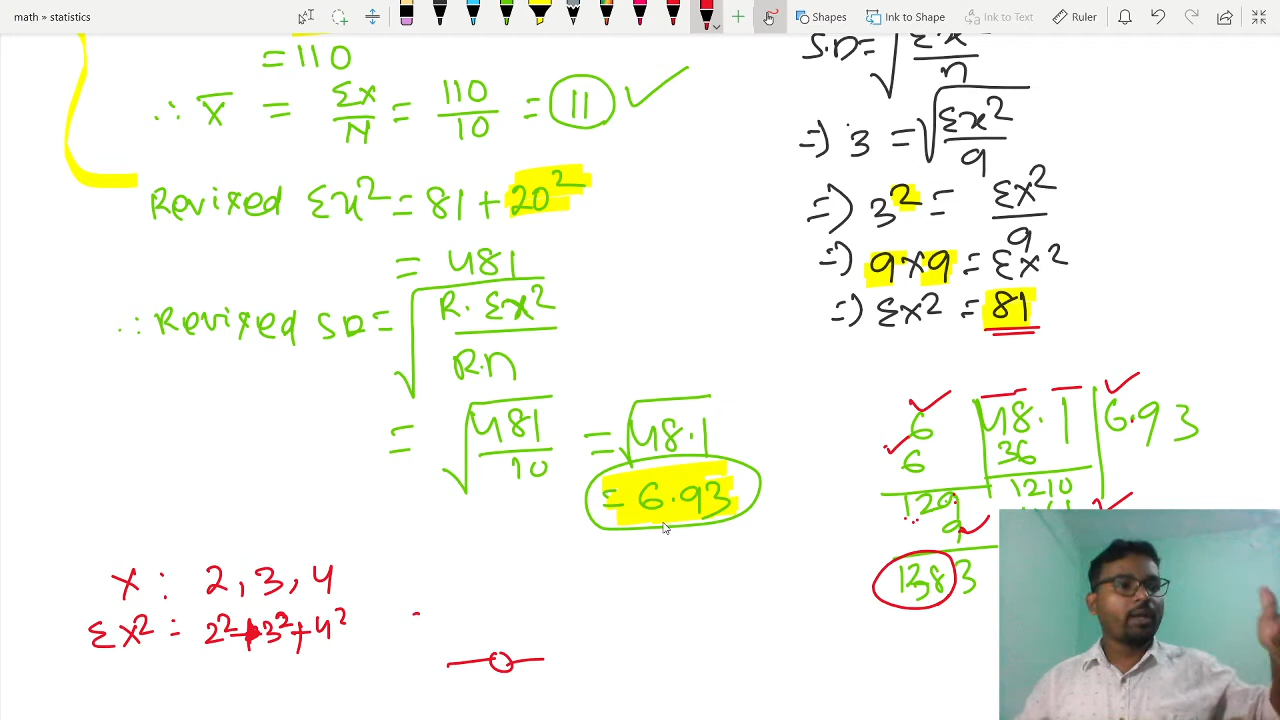 math » statistics
Shapes
Ink to Shape
Ink to Text
Ruler
= 110
∴ X̄ = ΣX/N = 110/10 = 11 ✓
Revised Σx² = 81 + 20²
= 481
∴ Revised SD = √(R. Σx²/R.n)
= √(481/10) = √48.1
= 6.93
X : 2, 3, 4
ΣX² = 2² + 3² + 4²
S.D = √(Σx/n)
=) 3 = √(Σx²/9)
=) 3² = Σx²/9
=) 9 × 9 = Σx²
=) Σx² = 81
6 | 48.1 | 6.93
6 36
129 1210
9
1383